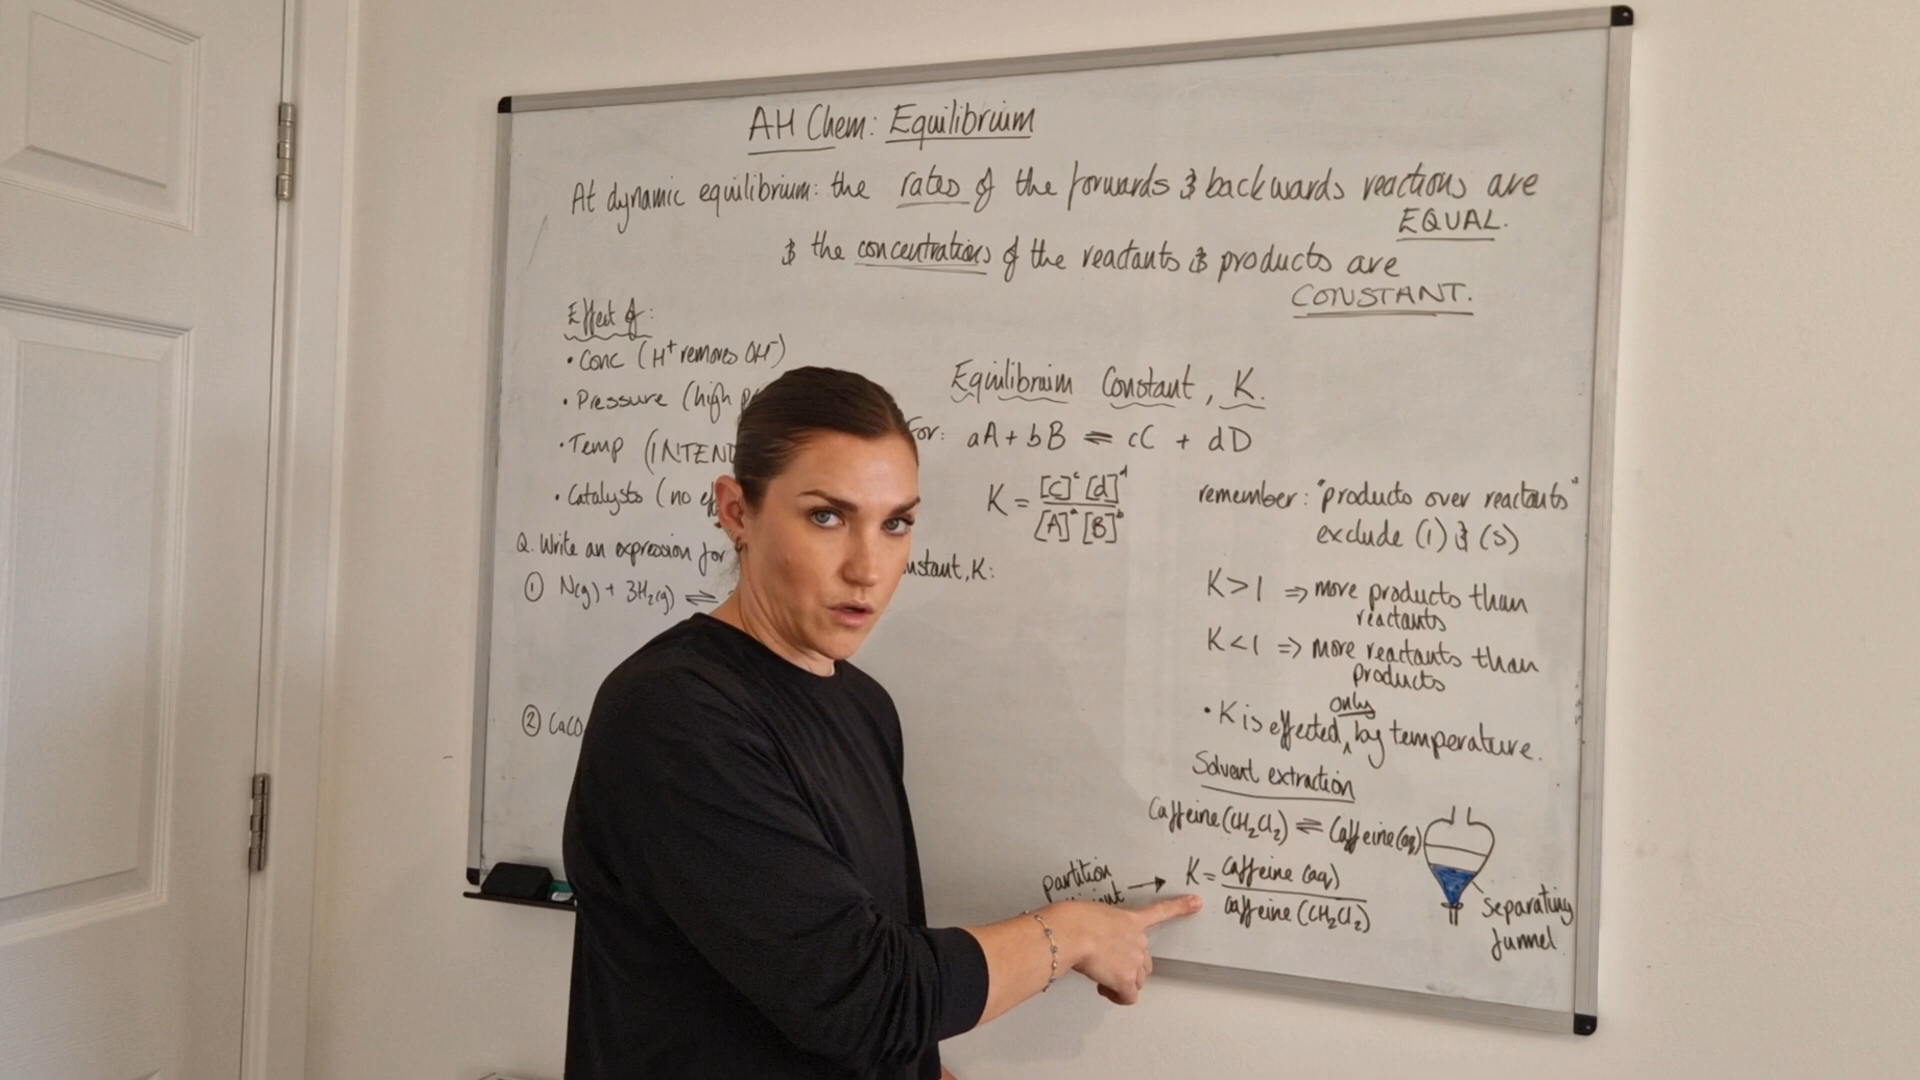 AH Chem: Equilibrium
At dynamic equilibrium: the rates of the forwards & backwards reactions are
EQUAL.
& the concentrations of the reactants & products are
CONSTANT.
Effect of:
• Conc (H⁺ removes OH⁻)
• Pressure (high
• Temp (INTEND
• Catalysts (no
Q. Write an expression for
① N(g) + 3H₂(g) ⇌
② CaCO
Equilibrium Constant, K.
For: aA + bB ⇌ cC + dD
K = [C]ᶜ [d]ᵈ
[A]ᵃ [B]ᵇ
nstant, K:
remember: "products over reactants"
exclude (l) & (s)
K > 1 ⇒ more products than
reactants
K < 1 ⇒ more reactants than
products
only
• K is effected ‸ by temperature.
Solvent extraction
Caffeine (CH₂Cl₂) ⇌ Caffeine (aq)
partition → K = caffeine (aq)
caffeine (CH₂Cl₂)
separating
funnel